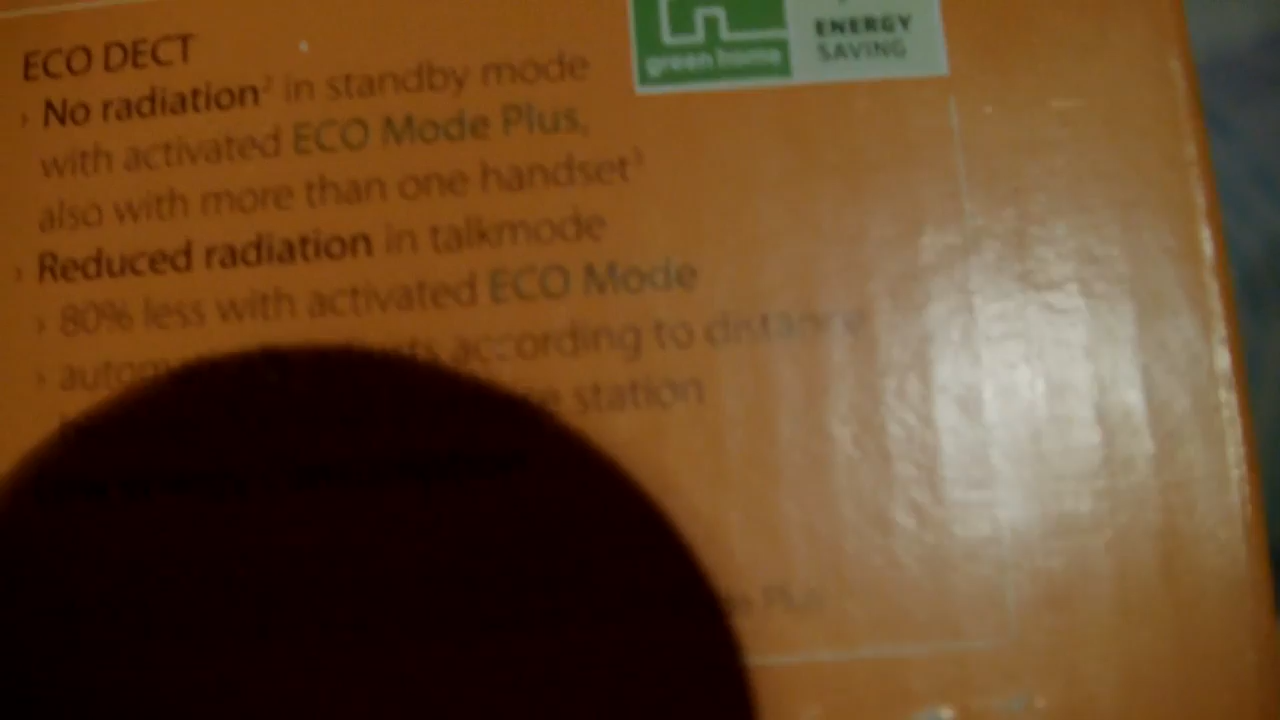 green home
ENERGY
SAVING
ECO DECT
› No radiation² in standby mode
with activated ECO Mode Plus,
also with more than one handset³
› Reduced radiation in talkmode
› 80% less with activated ECO Mode
› according to distance
station
Plus